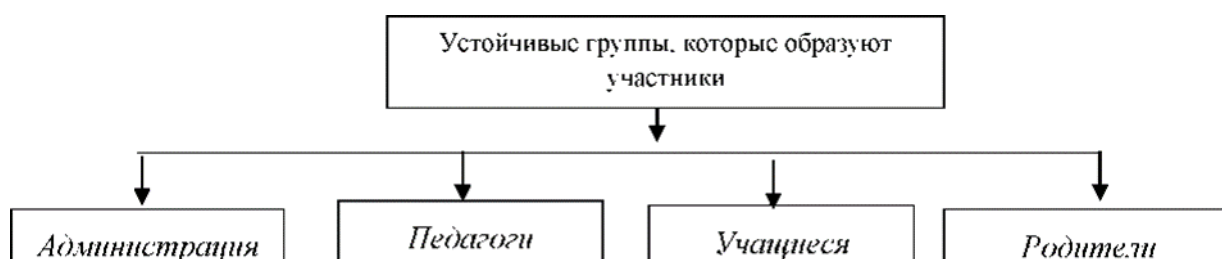 Устойчивые группы, которые образуют
участники
Администрация
Педагоги
Учащиеся
Родители